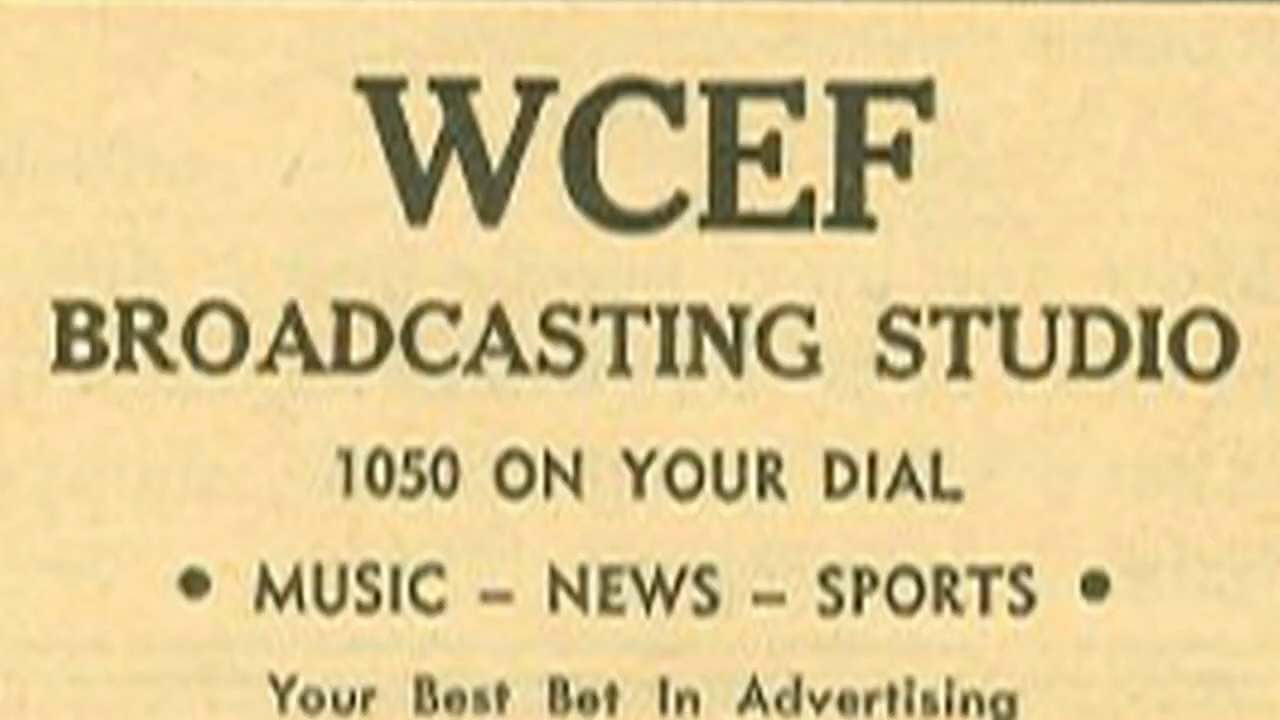 WCEF
BROADCASTING STUDIO
1050 ON YOUR DIAL
• MUSIC – NEWS – SPORTS •
Your Best Bet In Advertising